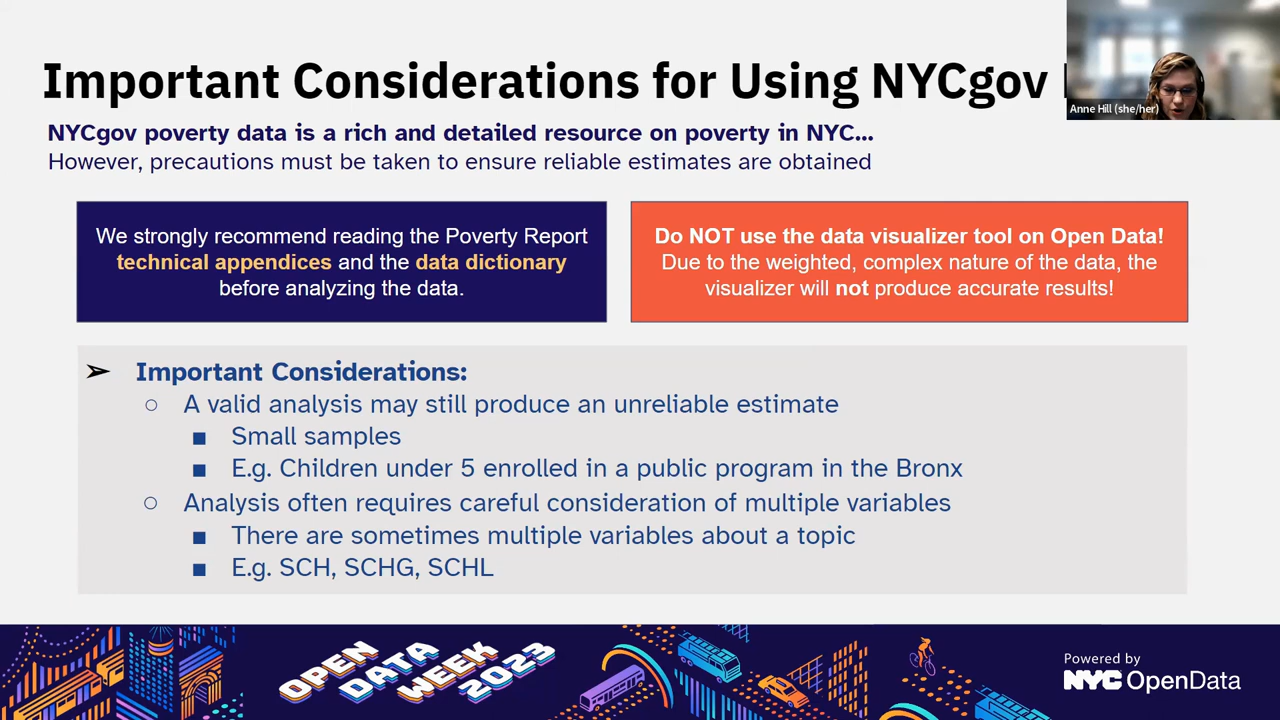 Important Considerations for Using NYCgov
Anne Hill (she/her)
NYCgov poverty data is a rich and detailed resource on poverty in NYC...
However, precautions must be taken to ensure reliable estimates are obtained
We strongly recommend reading the Poverty Report
technical appendices and the data dictionary
before analyzing the data.
Do NOT use the data visualizer tool on Open Data!
Due to the weighted, complex nature of the data, the
visualizer will not produce accurate results!
➢ Important Considerations:
○ A valid analysis may still produce an unreliable estimate
■ Small samples
■ E.g. Children under 5 enrolled in a public program in the Bronx
○ Analysis often requires careful consideration of multiple variables
■ There are sometimes multiple variables about a topic
■ E.g. SCH, SCHG, SCHL
OPEN
DATA
WEEK
2023
Powered by
NYC OpenData